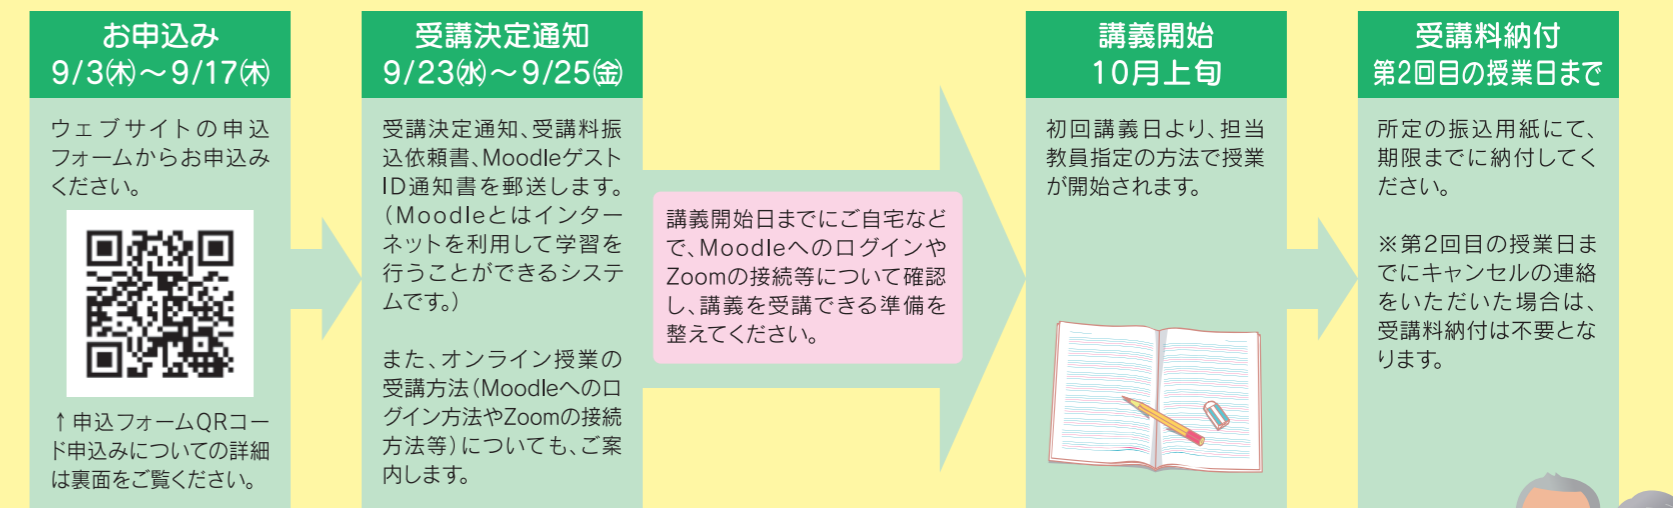 お申込み
9/3㈭～9/17㈭
ウェブサイトの申込
フォームからお申込み
ください。
↑申込フォームQRコー
ド申込みについての詳細
は裏面をご覧ください。
受講決定通知
9/23㈬～9/25㈮
受講決定通知、受講料振
込依頼書、Moodleゲスト
ID通知書を郵送します。
（Moodleとはインター
ネットを利用して学習を
行うことができるシステ
ムです。）
また、オンライン授業の
受講方法（Moodleへのロ
グイン方法やZoomの接続
方法等）についても、ご案
内します。
講義開始日までにご自宅など
で、Moodleへのログインや
Zoomの接続等について確認
し、講義を受講できる準備を
整えてください。
講義開始
10月上旬
初回講義日より、担当
教員指定の方法で授業
が開始されます。
受講料納付
第2回目の授業日まで
所定の振込用紙にて、
期限までに納付してく
ださい。
※第2回目の授業日ま
でにキャンセルの連絡
をいただいた場合は、
受講料納付は不要とな
ります。